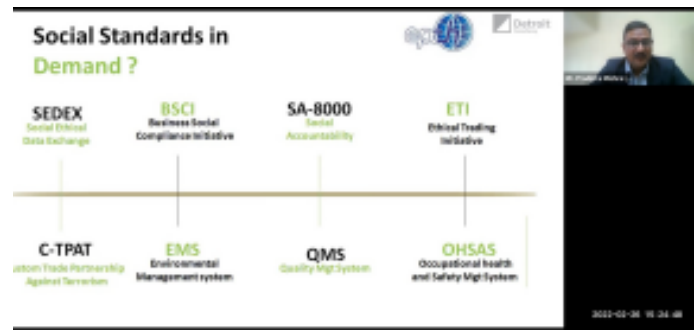 Social Standards in
Demand ?
Detroit
SEDEX
Social Ethical
Data Exchange
BSCI
Business Social
Compliance Initiative
SA-8000
Social
Accountability
ETI
Ethical Trading
Initiative
C-TPAT
ustom Trade Partnership
Against Terrorism
EMS
Environmental
Management system
QMS
Quality Mgt System
OHSAS
Occupational health
and Safety Mgt System